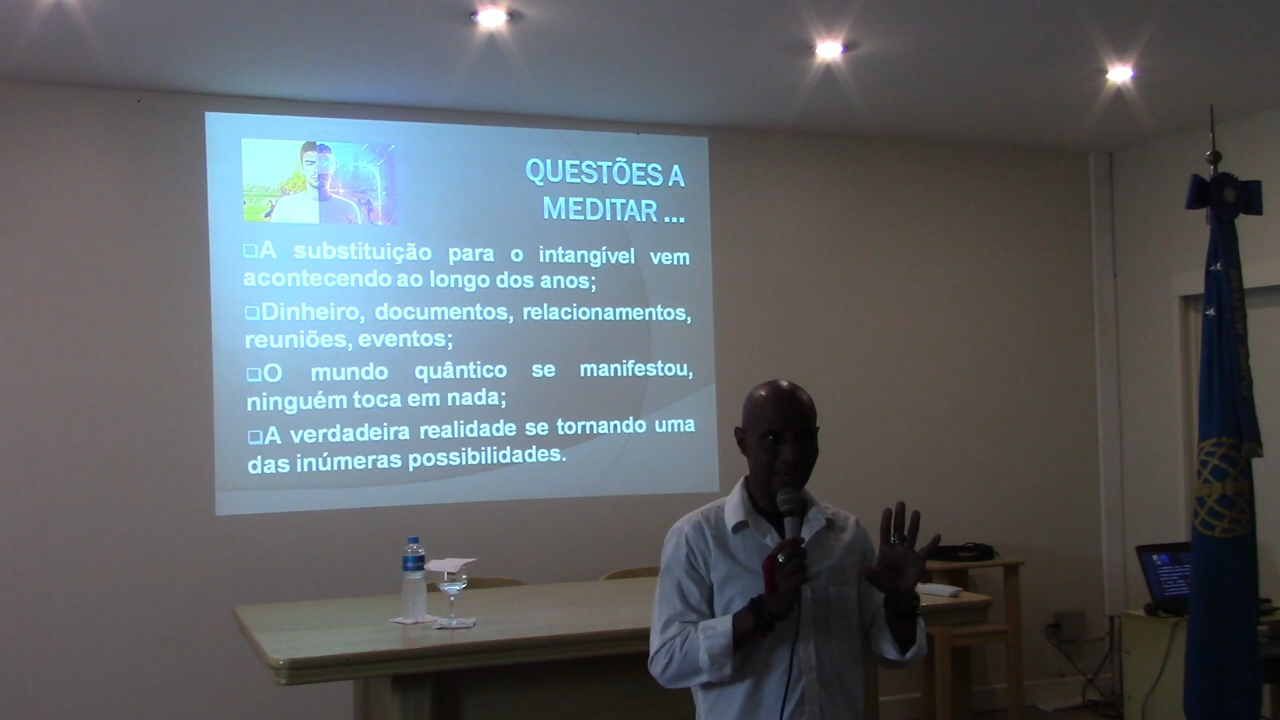 QUESTÕES A
MEDITAR ...
A substituição para o intangível vem
acontecendo ao longo dos anos;
Dinheiro, documentos, relacionamentos,
reuniões, eventos;
O mundo quântico se manifestou,
ninguém toca em nada;
A verdadeira realidade se tornando uma
das inúmeras possibilidades.